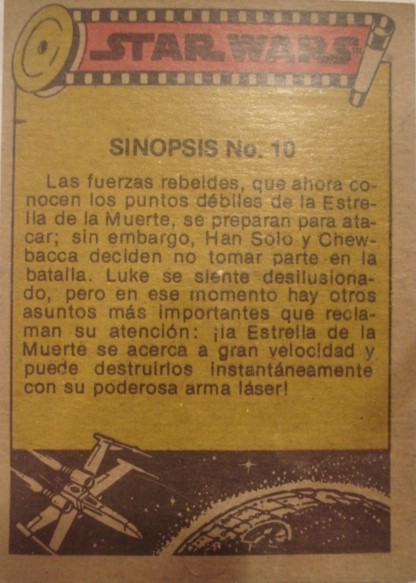 STAR WARS
SINOPSIS No. 10
Las fuerzas rebeldes, que ahora co-
nocen los puntos débiles de la Estre-
lla de la Muerte, se preparan para ata-
car; sin embargo, Han Solo y Chew-
bacca deciden no tomar parte en la
batalla. Luke se siente desilusiona-
do, pero en ese momento hay otros
asuntos más importantes que recla-
man su atención: ¡la Estrella de la
Muerte se acerca a gran velocidad y
puede destruirlos instantáneamente
con su poderosa arma láser!